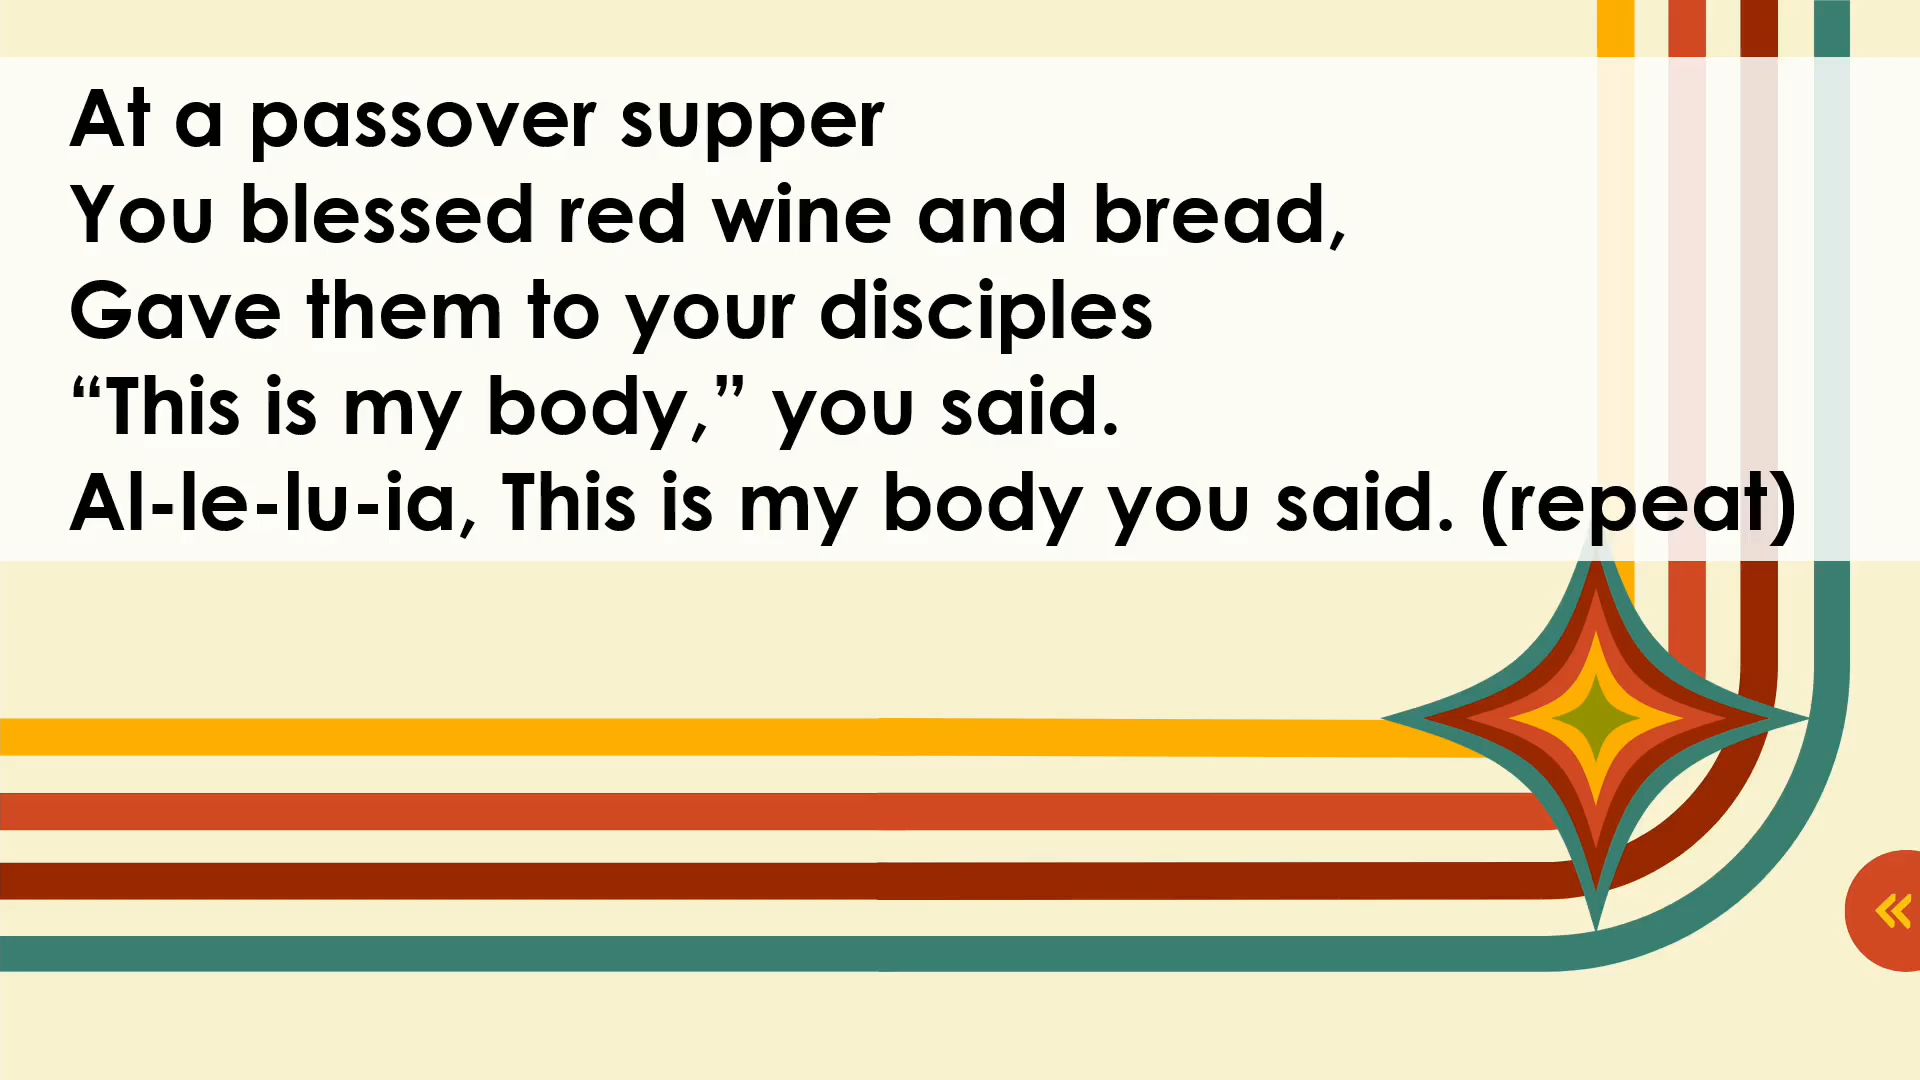 At a passover supper
You blessed red wine and bread,
Gave them to your disciples
“This is my body,” you said.
Al-le-lu-ia, This is my body you said. (repeat)